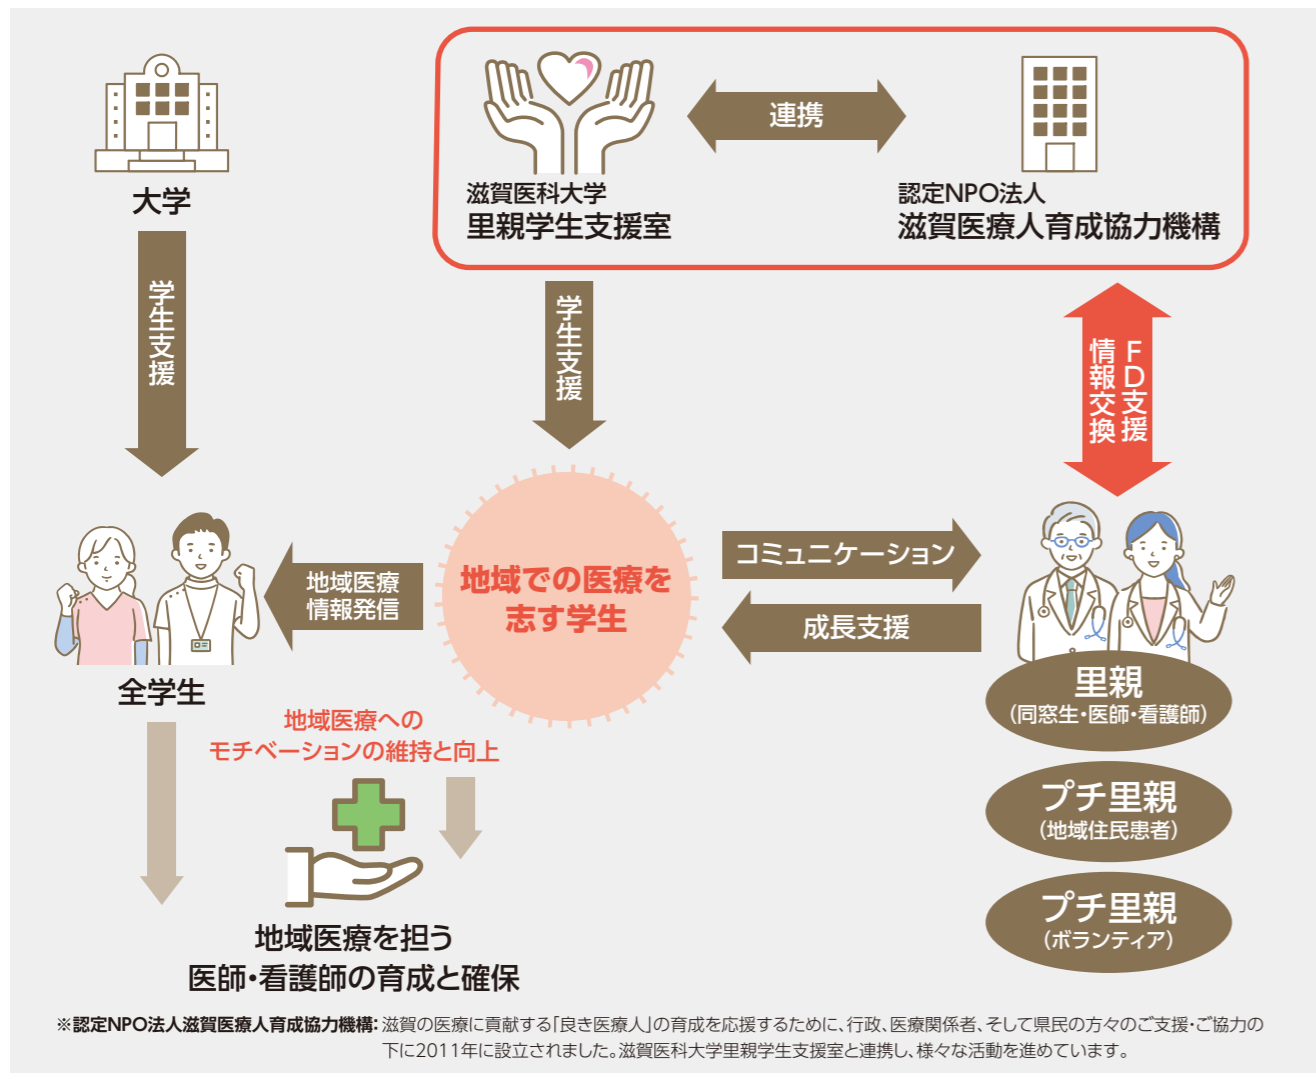 大学
滋賀医科大学
里親学生支援室
連携
認定NPO法人
滋賀医療人育成協力機構
学生支援
学生支援
FD支援
情報交換
全学生
地域医療
情報発信
地域での医療を
志す学生
コミュニケーション
成長支援
里親
(同窓生・医師・看護師)
プチ里親
(地域住民患者)
プチ里親
(ボランティア)
地域医療への
モチベーションの維持と向上
地域医療を担う
医師・看護師の育成と確保
※認定NPO法人滋賀医療人育成協力機構：滋賀の医療に貢献する「良き医療人」の育成を応援するために、行政、医療関係者、そして県民の方々のご支援・ご協力の
下に2011年に設立されました。滋賀医科大学里親学生支援室と連携し、様々な活動を進めています。